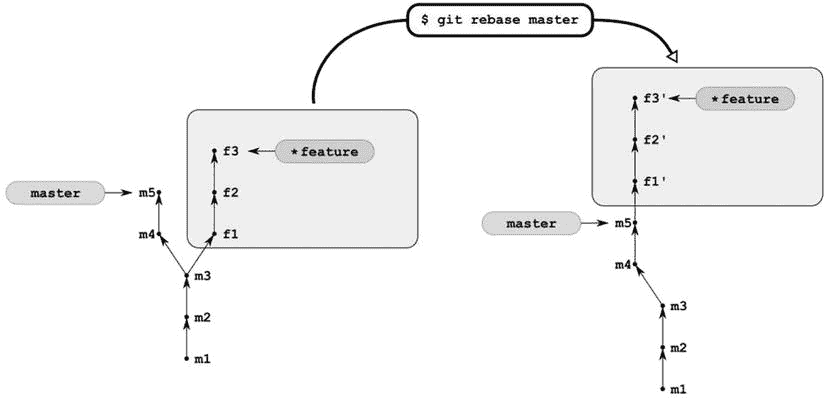 $ git rebase master
f3
* feature
master
m5
f2
m4
f1
m3
m2
m1
f3'
* feature
f2'
f1'
master
m5
m4
m3
m2
m1